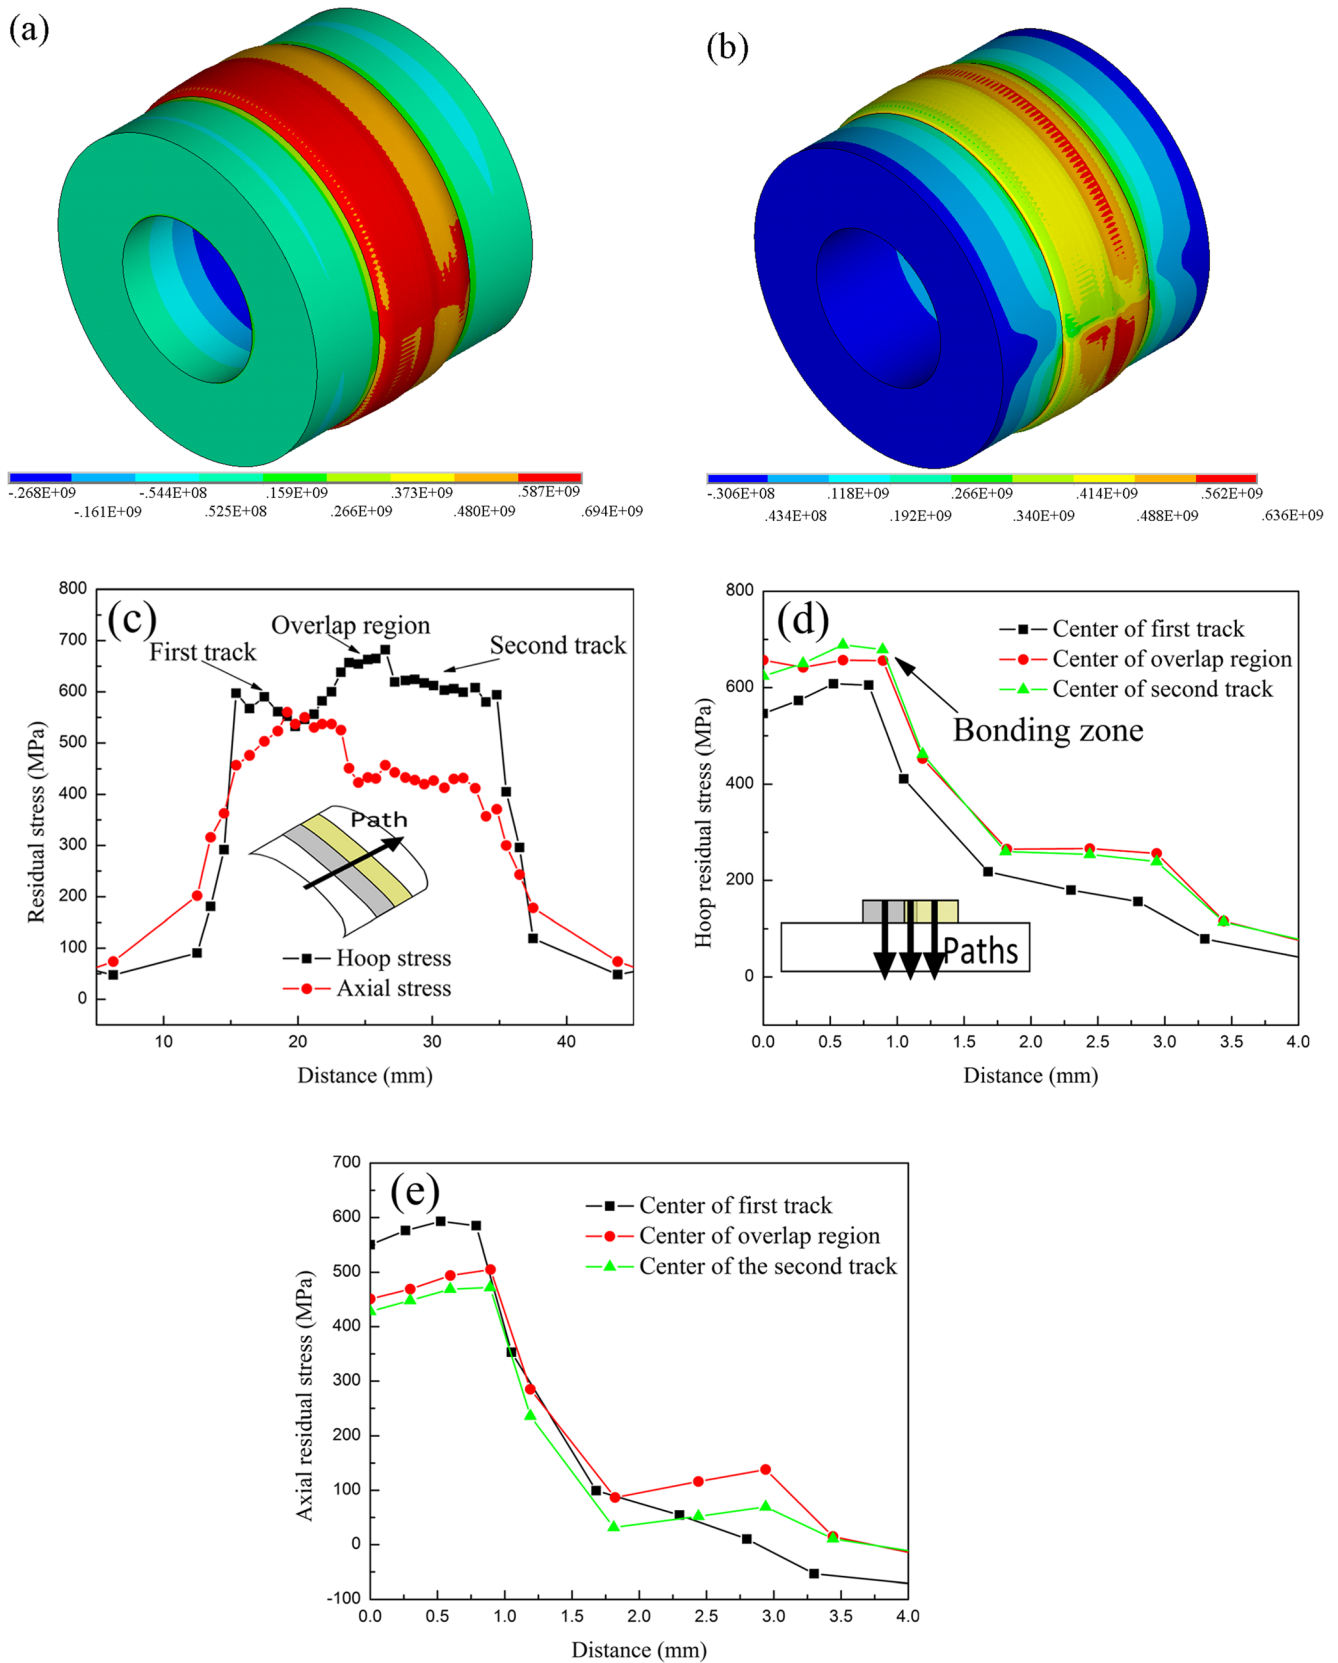 (a)
-.268E+09 -.544E+08 .159E+09 .373E+09 .587E+09
-.161E+09 .525E+08 .266E+09 .480E+09 .694E+09
(b)
-.306E+08 .118E+09 .266E+09 .414E+09 .562E+09
.434E+08 .192E+09 .340E+09 .488E+09 .636E+09
(c)
Residual stress (MPa)
800
700
600
500
400
300
200
100
0
First track
Overlap region
Second track
Path
Hoop stress
Axial stress
10 20 30 40
Distance (mm)
(d)
Hoop residual stress (MPa)
800
600
400
200
0
Center of first track
Center of overlap region
Center of second track
Bonding zone
Paths
0.0 0.5 1.0 1.5 2.0 2.5 3.0 3.5 4.0
Distance (mm)
(e)
Axial residual stress (MPa)
700
600
500
400
300
200
100
0
-100
Center of first track
Center of overlap region
Center of the second track
0.0 0.5 1.0 1.5 2.0 2.5 3.0 3.5 4.0
Distance (mm)